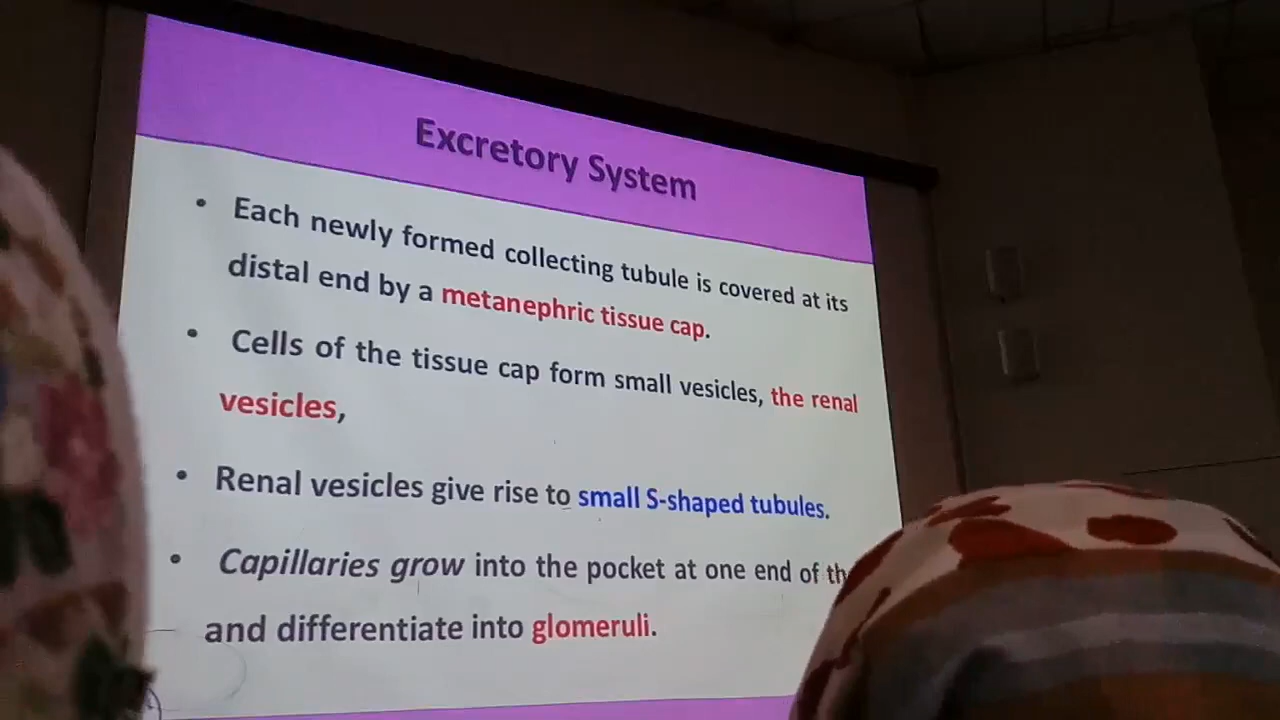 Excretory System
• Each newly formed collecting tubule is covered at its
distal end by a metanephric tissue cap.
• Cells of the tissue cap form small vesicles, the renal
vesicles,
• Renal vesicles give rise to small S-shaped tubules.
• Capillaries grow into the pocket at one end of
and differentiate into glomeruli.